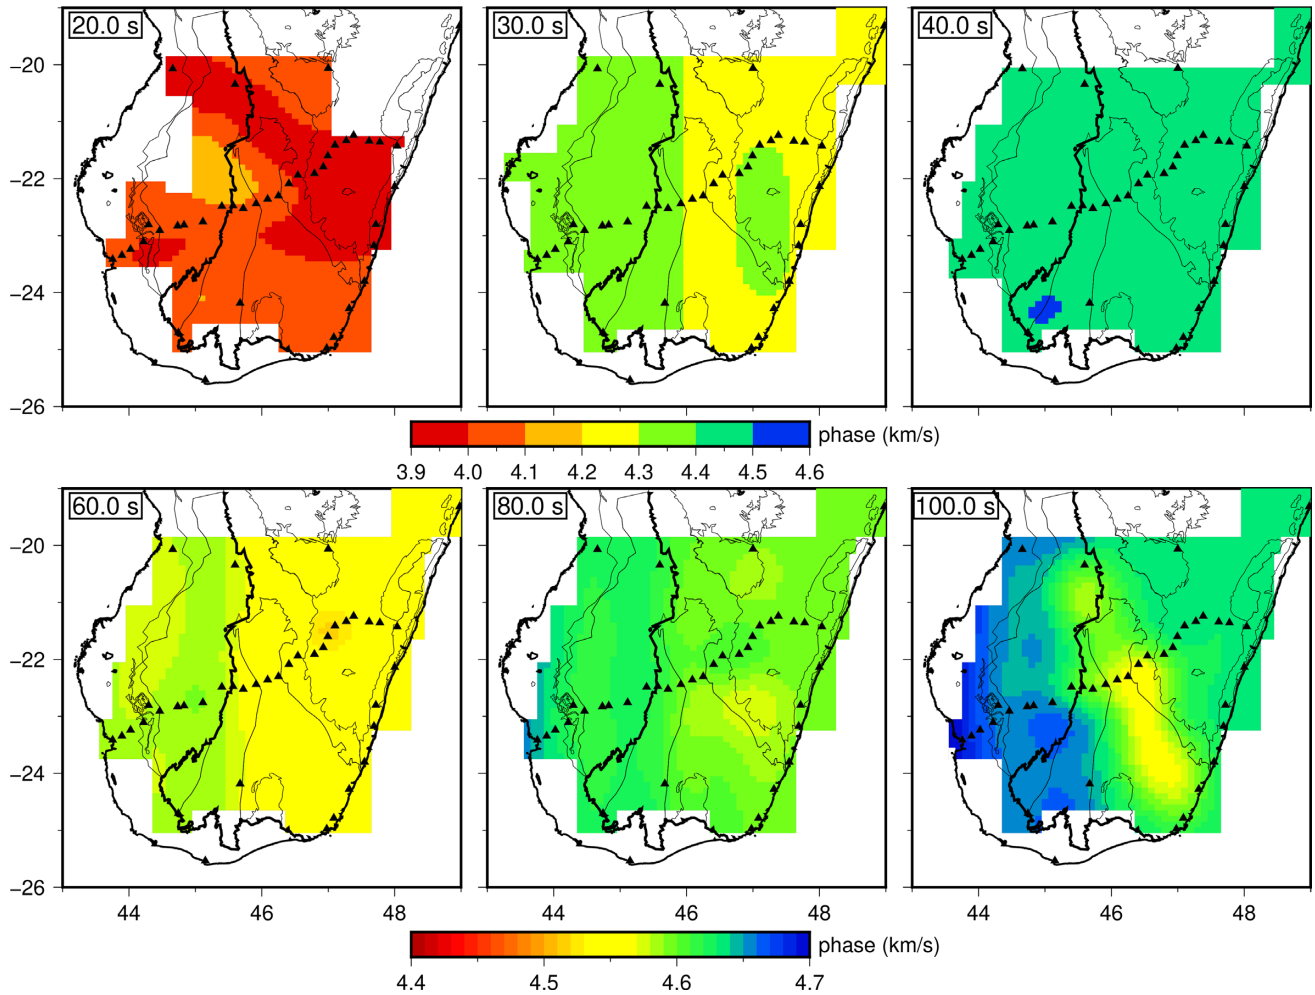 20.0 s
30.0 s
40.0 s
−20
−22
−24
−26
phase (km/s)
3.9 4.0 4.1 4.2 4.3 4.4 4.5 4.6
60.0 s
80.0 s
100.0 s
−20
−22
−24
−26
44 46 48 44 46 48 44 46 48
phase (km/s)
4.4 4.5 4.6 4.7